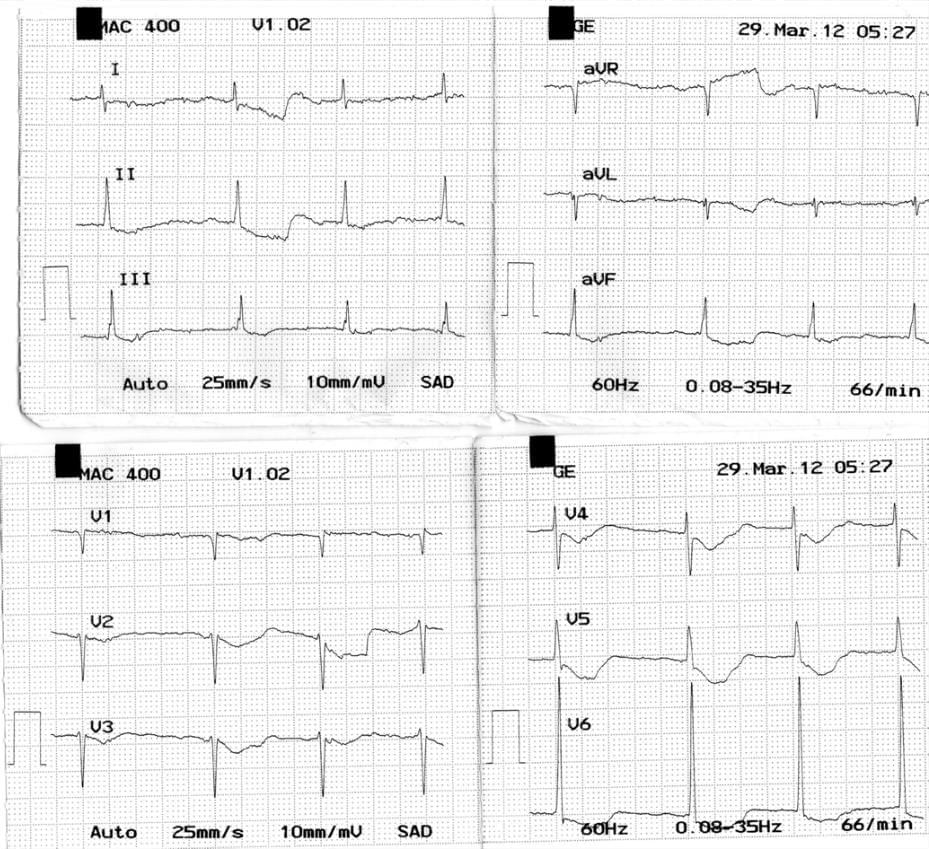 MAC 400 V1.02
I
II
III
Auto 25mm/s 10mm/mV SAD
GE 29.Mar.12 05:27
aVR
aVL
aVF
60Hz 0.08-35Hz 66/min
MAC 400 V1.02
V1
V2
V3
Auto 25mm/s 10mm/mV SAD
GE 29.Mar.12 05:27
V4
V5
V6
60Hz 0.08-35Hz 66/min